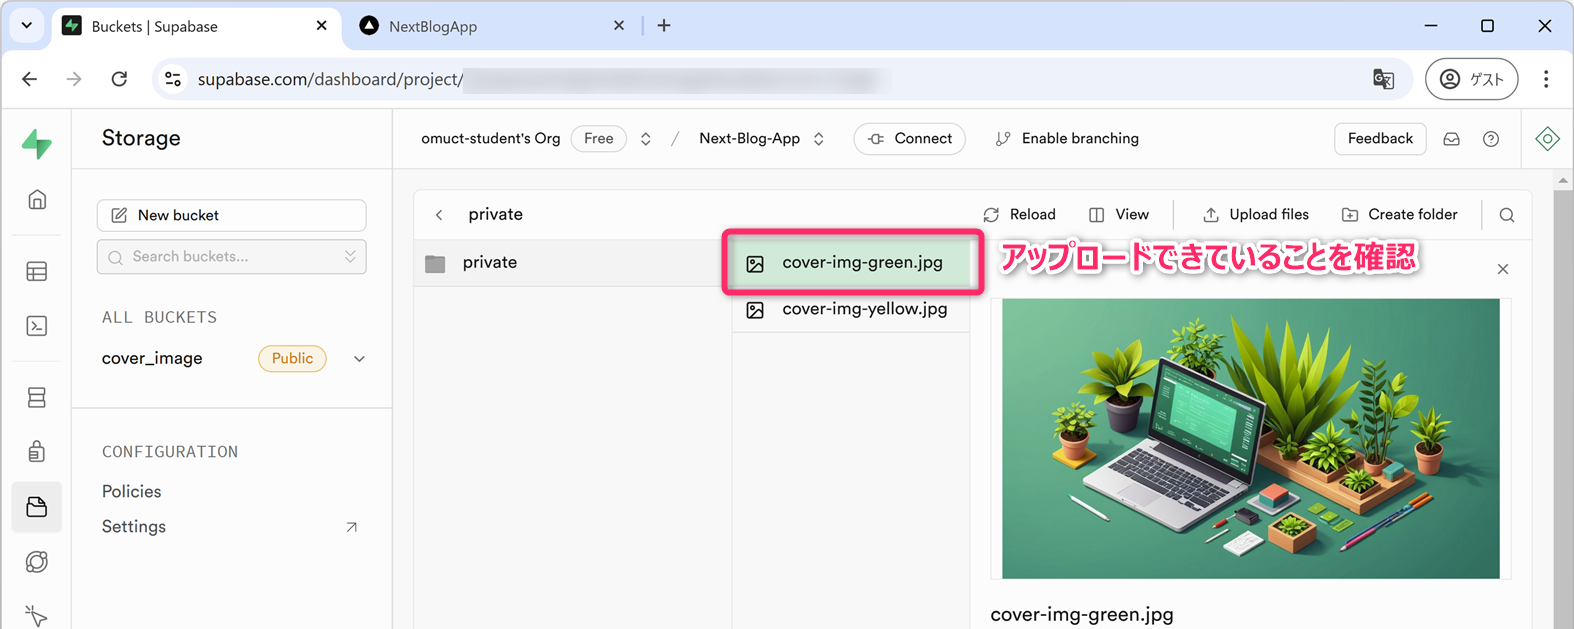 Buckets | Supabase
NextBlogApp
supabase.com/dashboard/project/
ゲスト
Storage
omuct-student's Org
Free
/
Next-Blog-App
Connect
Enable branching
Feedback
New bucket
Search buckets...
ALL BUCKETS
cover_image
Public
CONFIGURATION
Policies
Settings
private
Reload
View
Upload files
Create folder
private
cover-img-green.jpg
cover-img-yellow.jpg
アップロードできていることを確認
cover-img-green.jpg